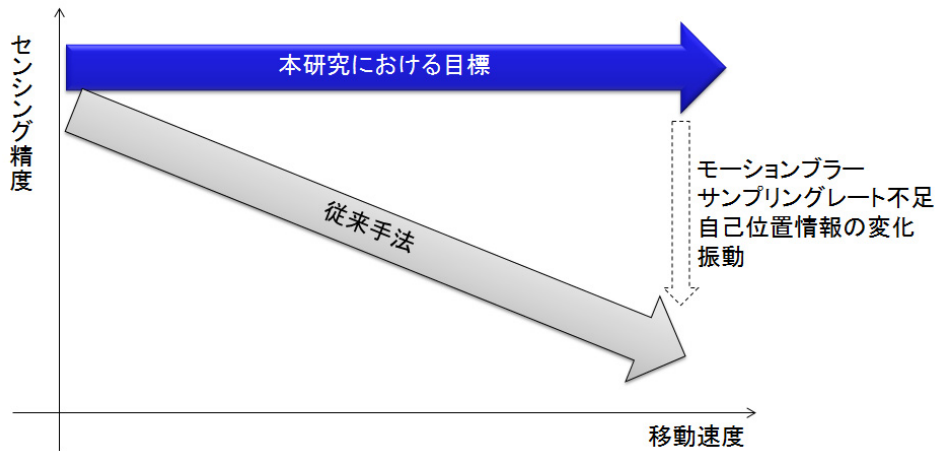 センシング精度
本研究における目標
従来手法
モーションブラー
サンプリングレート不足
自己位置情報の変化
振動
移動速度